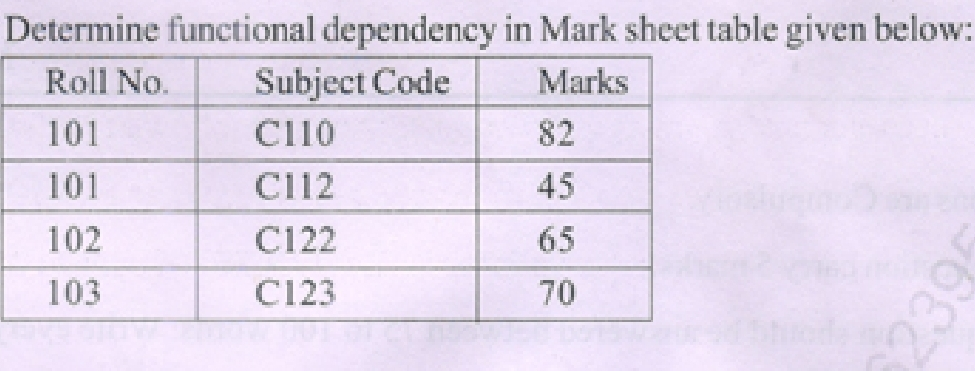 Determine functional dependency in Mark sheet table given below:
Roll No. Subject Code Marks
101 C110 82
101 C112 45
102 C122 65
103 C123 70